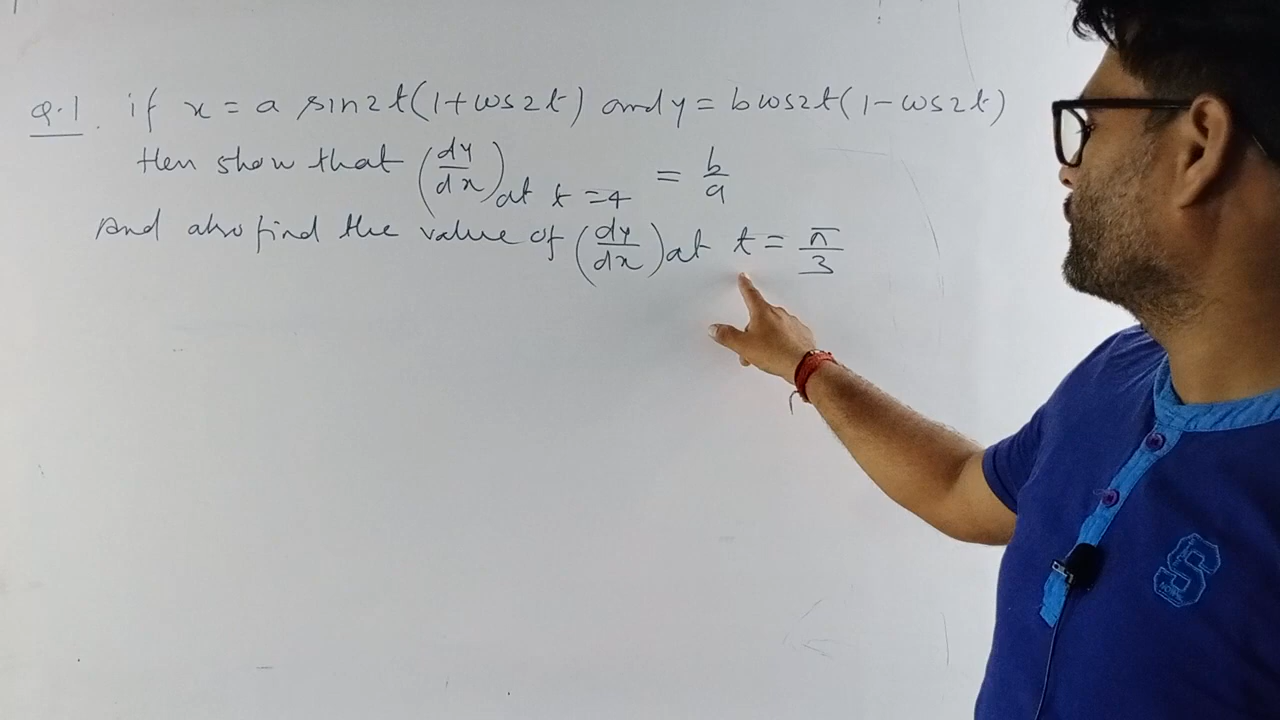 Q.1. if x = a sin2t(1+cos2t) and y = bcos2t(1-cos2t)
then show that (dy/dx)at t=4 = b/a
And also find the value of (dy/dx)at t = π/3
S